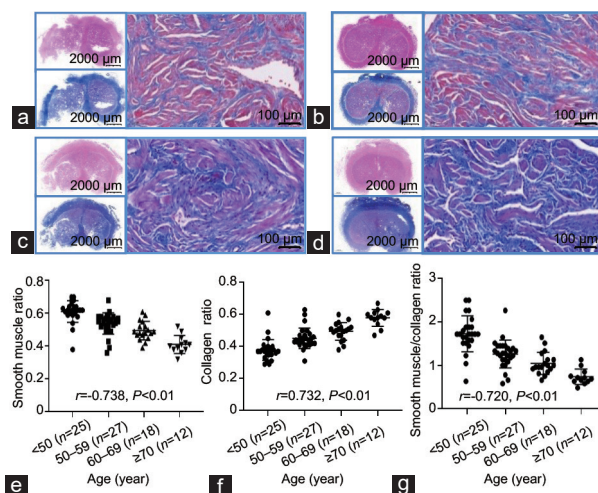 2000 µm
2000 µm
100 µm
a
2000 µm
2000 µm
100 µm
b
2000 µm
2000 µm
100 µm
c
2000 µm
2000 µm
100 µm
d
Smooth muscle ratio
0.8
0.6
0.4
0.2
0
r=-0.738, P<0.01
<50 (n=25)
50–59 (n=27)
60–69 (n=18)
≥70 (n=12)
Age (year)
e
Collagen ratio
0.8
0.6
0.4
0.2
0
r=0.732, P<0.01
<50 (n=25)
50–59 (n=27)
60–69 (n=18)
≥70 (n=12)
Age (year)
f
Smooth muscle/collagen ratio
3
2
1
0
r=-0.720, P<0.01
<50 (n=25)
50–59 (n=27)
60–69 (n=18)
≥70 (n=12)
Age (year)
g